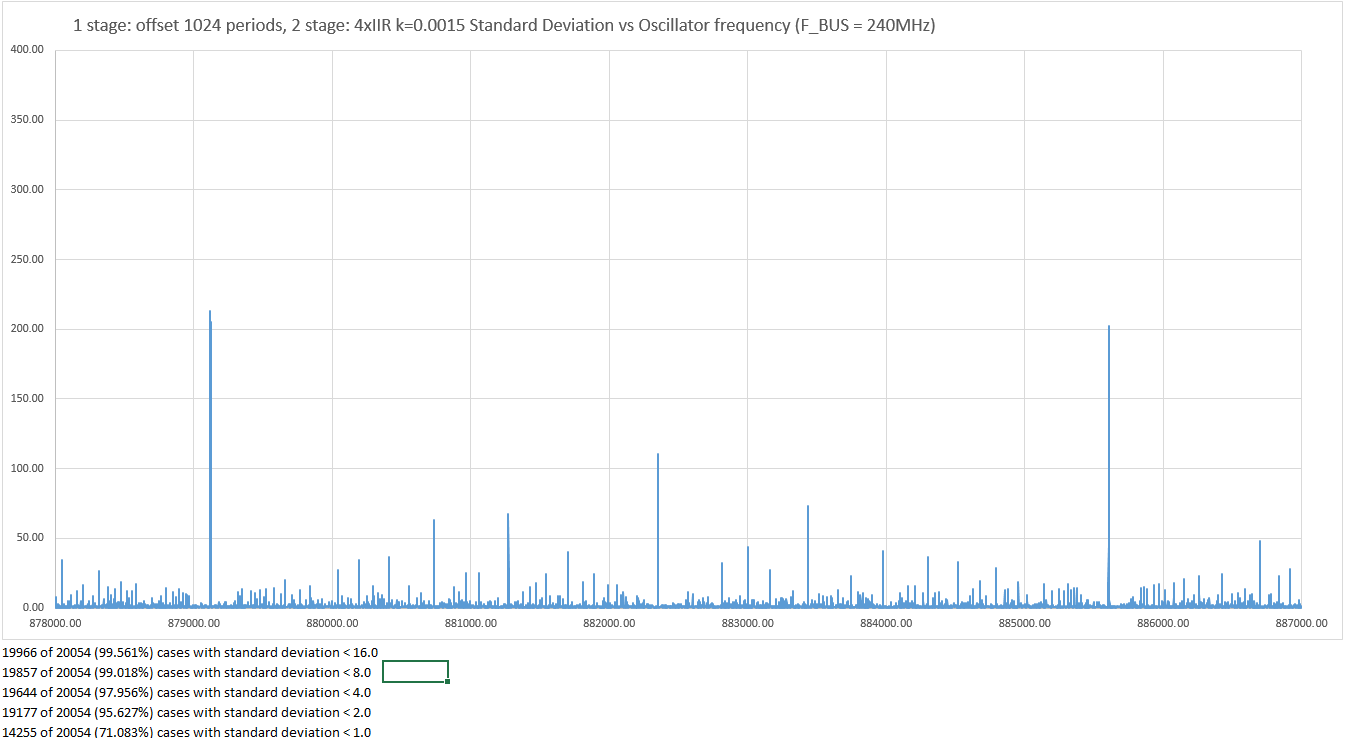 1 stage: offset 1024 periods, 2 stage: 4xIIR k=0.0015 Standard Deviation vs Oscillator frequency (F_BUS = 240MHz)
400.00
350.00
300.00
250.00
200.00
150.00
100.00
50.00
0.00
878000.00 879000.00 880000.00 881000.00 882000.00 883000.00 884000.00 885000.00 886000.00 887000.00
19966 of 20054 (99.561%) cases with standard deviation < 16.0
19857 of 20054 (99.018%) cases with standard deviation < 8.0
19644 of 20054 (97.956%) cases with standard deviation < 4.0
19177 of 20054 (95.627%) cases with standard deviation < 2.0
14255 of 20054 (71.083%) cases with standard deviation < 1.0